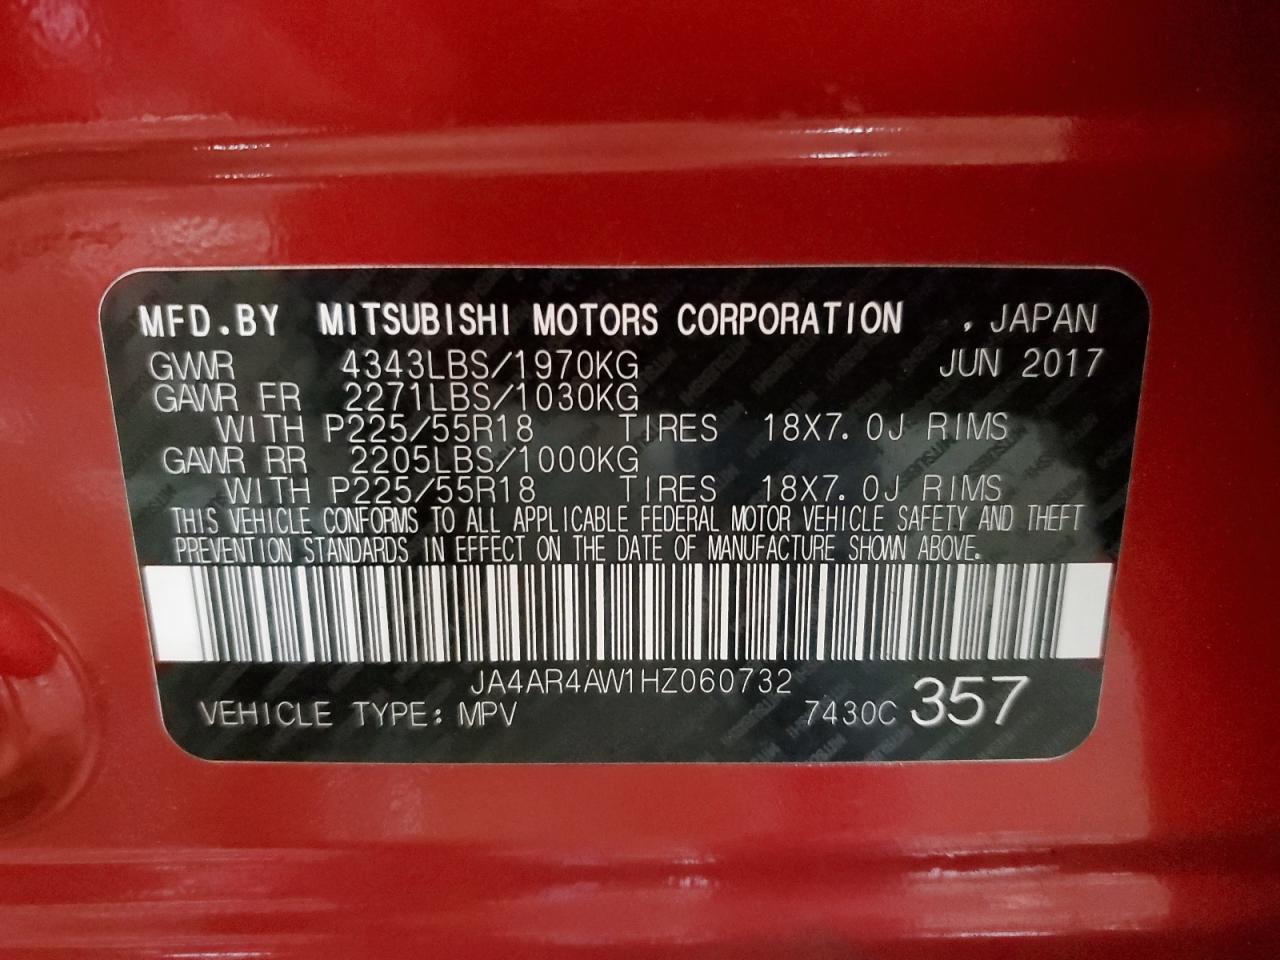 MFD.BY MITSUBISHI MOTORS CORPORATION , JAPAN
GVWR 4343LBS/1970KG JUN 2017
GAWR FR 2271LBS/1030KG
WITH P225/55R18 TIRES 18X7.0J RIMS
GAWR RR 2205LBS/1000KG
WITH P225/55R18 TIRES 18X7.0J RIMS
THIS VEHICLE CONFORMS TO ALL APPLICABLE FEDERAL MOTOR VEHICLE SAFETY AND THEFT
PREVENTION STANDARDS IN EFFECT ON THE DATE OF MANUFACTURE SHOWN ABOVE.
JA4AR4AW1HZ060732
VEHICLE TYPE: MPV 7430C 357